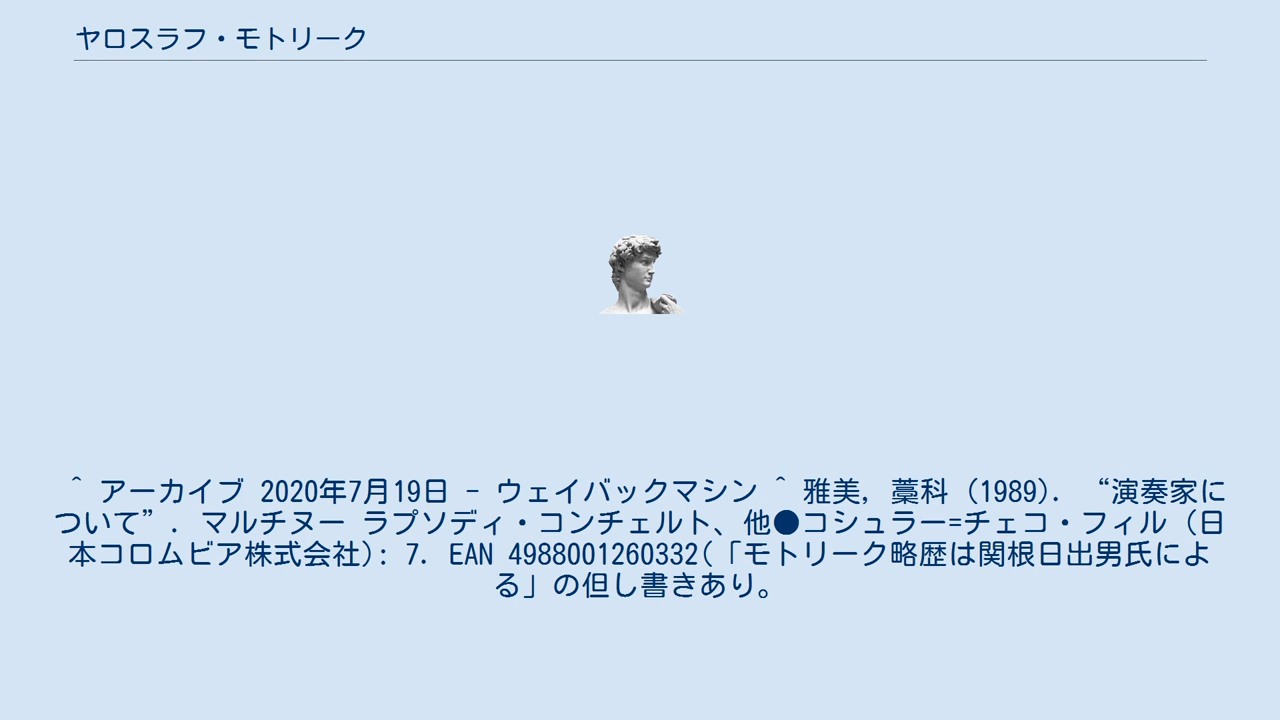 ヤロスラフ・モトリーク
^ アーカイブ 2020年7月19日 - ウェイバックマシン ^ 雅美, 藁科 (1989). “演奏家に
ついて”. マルチヌー ラプソディ・コンチェルト、他●コシュラー=チェコ・フィル (日
本コロムビア株式会社): 7. EAN 4988001260332(「モトリーク略歴は関根日出男氏によ
る」の但し書きあり。